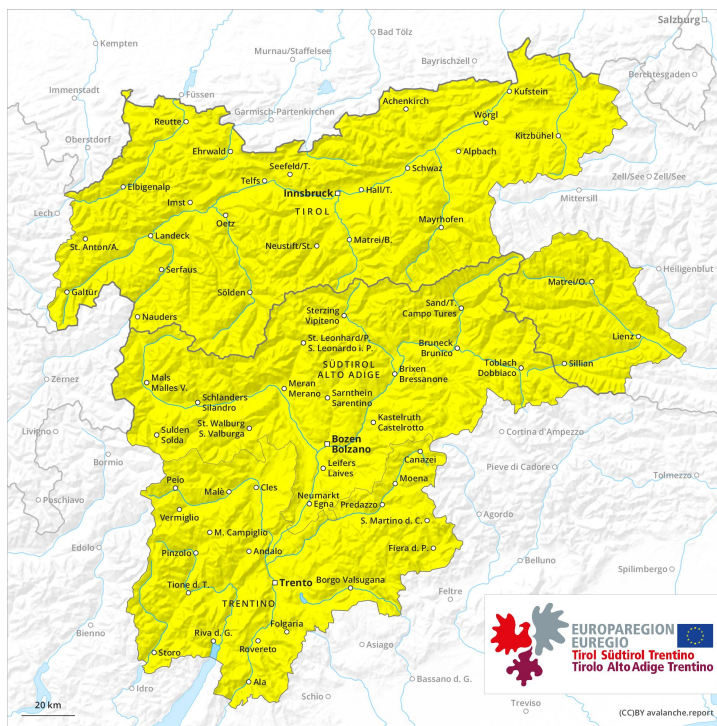 Salzburg
Bad Tölz
Kempten
Murnau/Staffelsee
Bayrischzell
Berchtesgaden
Immenstadt
Füssen
Kufstein
Garmisch-Partenkirchen
Achenkirch
Reutte
Wörgl
Oberstdorf
Kitzbühel
Ehrwald
Alpbach
Seefeld/T.
Schwaz
Zell/See
Zell/See
Telfs
Elbigenalp
Innsbruck
Hall/T.
Mittersill
Imst
TIROL
Lech
Oetz
Mayrhofen
Landeck
St. Anton/A.
Neustift/St.
Matrei/B.
Serfaus
Heiligenblut
Galtür
Sölden
Matrei/O.
Nauders
Sterzing
Vipiteno
Sand/T.
Campo Tures
Lienz
St. Leonhard/P.
S. Leonardo i. P.
Bruneck
Brunico
Toblach
Dobbiaco
Sillian
SÜDTIROL
ALTO ADIGE
Brixen
Bressanone
Zernez
Mals
Malles V.
Meran
Merano
Schlanders
Silandro
Sarnthein
Sarentino
St. Walburg
S. Valburga
Kastelruth
Castelrotto
Livigno
Sulden
Solda
Cortina d'Ampezzo
Bozen
Bolzano
Bormio
Canazei
Pieve di Cadore
Leifers
Laives
Tolmezzo
Peio
Moena
Poschiavo
Malè
Cles
Neumarkt
Egna
Predazzo
Vermiglio
Agordo
S. Martino d. C.
M. Campiglio
Edolo
Pinzolo
Andalo
Fiera d. P.
Belluno
Spilimbergo
Trento
Borgo Valsugana
Tione d. T.
Feltre
TRENTINO
Folgaria
Bienno
Riva d. G.
Rovereto
Asiago
Storo
Bassano d. G.
Idro
Ala
Schio
Treviso
EUROPAREGION
EUREGIO
Tirol Südtirol Trentino
Tirolo Alto Adige Trentino
20 km
(CC)BY avalanche.report